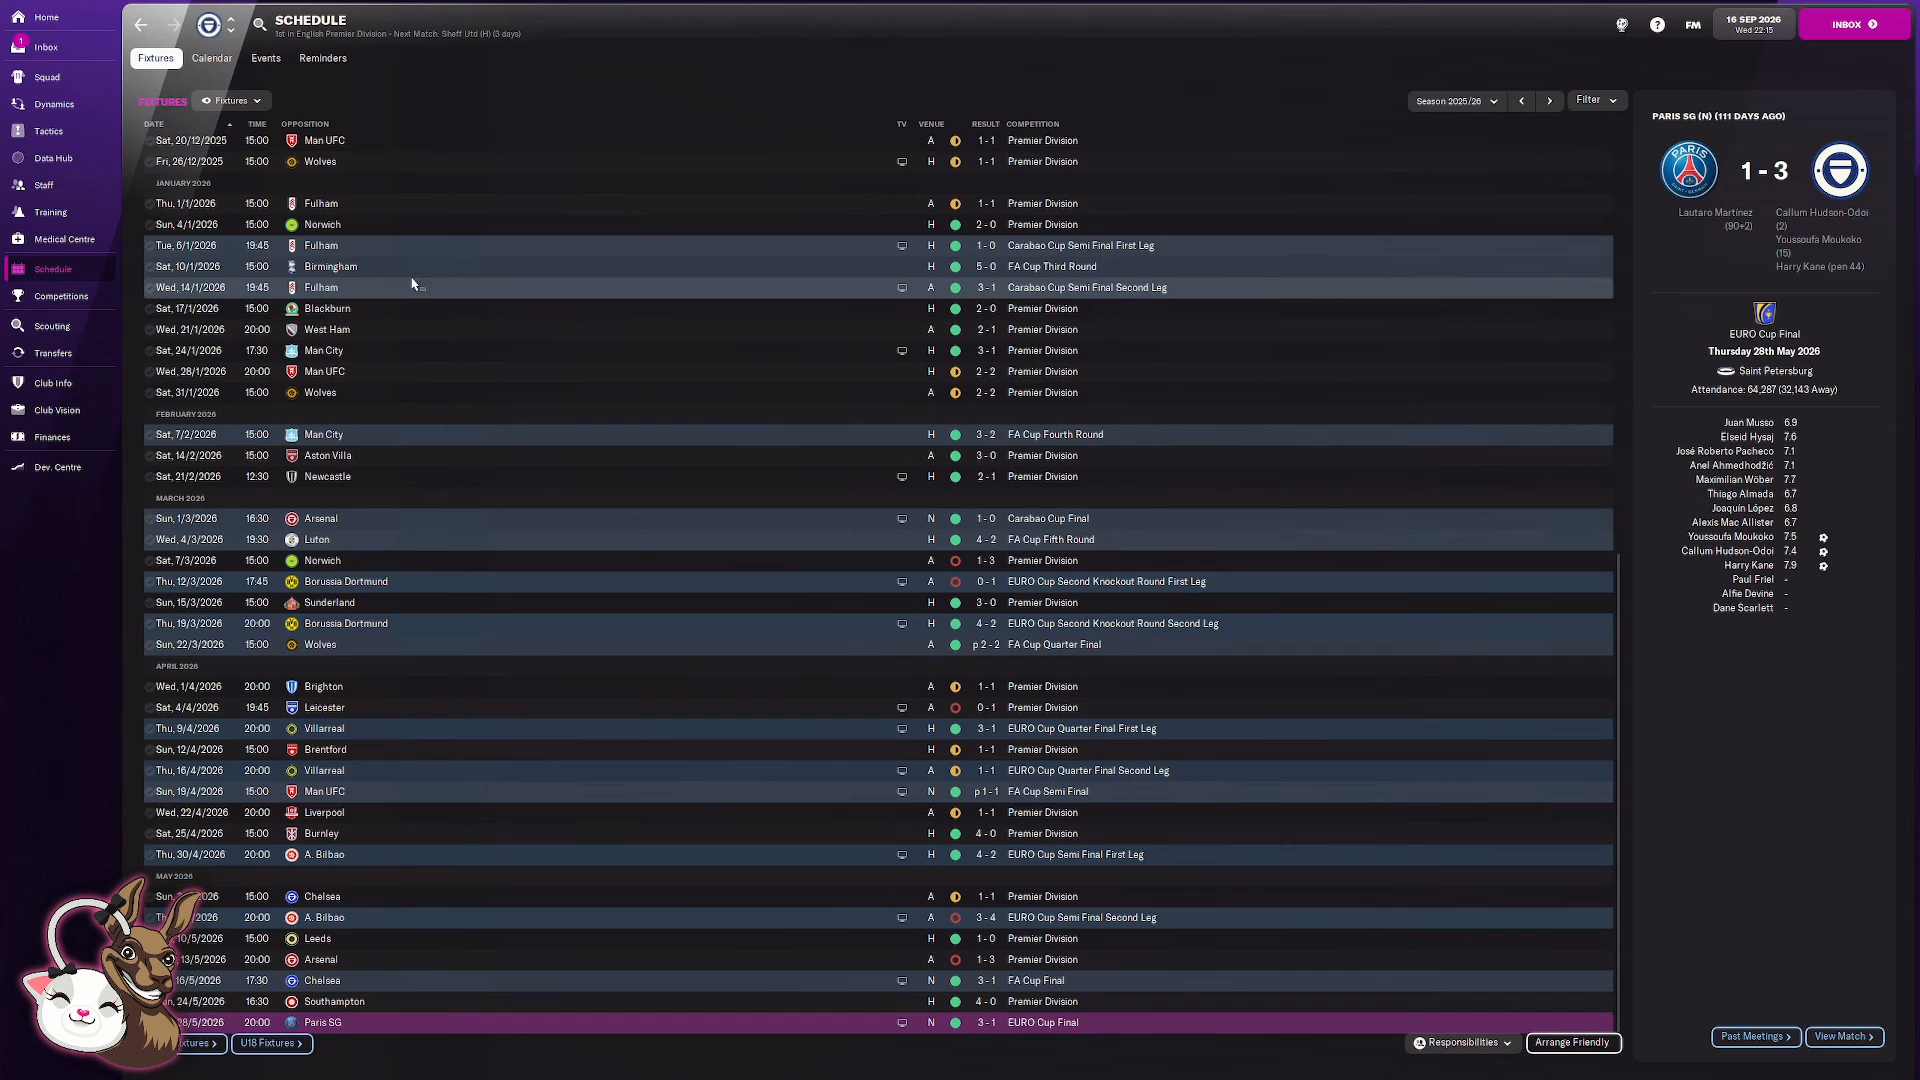 Home
1
Inbox
Squad
Dynamics
Tactics
Data Hub
Staff
Training
Medical Centre
Schedule
Competitions
Scouting
Transfers
Club Info
Club Vision
Finances
Dev. Centre
SCHEDULE
1st in English Premier Division - Next Match: Sheff Utd (H) (3 days)
FM
16 SEP 2026
Wed 22:15
INBOX
Fixtures Calendar Events Reminders
FIXTURES Fixtures
Season 2025/26 Filter
DATE TIME OPPOSITION TV VENUE RESULT COMPETITION
Sat, 20/12/2025 15:00 Man UFC A 1 - 1 Premier Division
Fri, 26/12/2025 15:00 Wolves H 1 - 1 Premier Division
JANUARY 2026
Thu, 1/1/2026 15:00 Fulham A 1 - 1 Premier Division
Sun, 4/1/2026 15:00 Norwich H 2 - 0 Premier Division
Tue, 6/1/2026 19:45 Fulham H 1 - 0 Carabao Cup Semi Final First Leg
Sat, 10/1/2026 15:00 Birmingham H 5 - 0 FA Cup Third Round
Wed, 14/1/2026 19:45 Fulham A 3 - 1 Carabao Cup Semi Final Second Leg
Sat, 17/1/2026 15:00 Blackburn H 2 - 0 Premier Division
Wed, 21/1/2026 20:00 West Ham A 2 - 1 Premier Division
Sat, 24/1/2026 17:30 Man City H 3 - 1 Premier Division
Wed, 28/1/2026 20:00 Man UFC H 2 - 2 Premier Division
Sat, 31/1/2026 15:00 Wolves A 2 - 2 Premier Division
FEBRUARY 2026
Sat, 7/2/2026 15:00 Man City H 3 - 2 FA Cup Fourth Round
Sat, 14/2/2026 15:00 Aston Villa A 3 - 0 Premier Division
Sat, 21/2/2026 12:30 Newcastle H 2 - 1 Premier Division
MARCH 2026
Sun, 1/3/2026 16:30 Arsenal N 1 - 0 Carabao Cup Final
Wed, 4/3/2026 19:30 Luton H 4 - 2 FA Cup Fifth Round
Sat, 7/3/2026 15:00 Norwich A 1 - 3 Premier Division
Thu, 12/3/2026 17:45 Borussia Dortmund A 0 - 1 EURO Cup Second Knockout Round First Leg
Sun, 15/3/2026 15:00 Sunderland H 3 - 0 Premier Division
Thu, 19/3/2026 20:00 Borussia Dortmund H 4 - 2 EURO Cup Second Knockout Round Second Leg
Sun, 22/3/2026 15:00 Wolves A p 2 - 2 FA Cup Quarter Final
APRIL 2026
Wed, 1/4/2026 20:00 Brighton A 1 - 1 Premier Division
Sat, 4/4/2026 19:45 Leicester A 0 - 1 Premier Division
Thu, 9/4/2026 20:00 Villarreal H 3 - 1 EURO Cup Quarter Final First Leg
Sun, 12/4/2026 15:00 Brentford H 1 - 1 Premier Division
Thu, 16/4/2026 20:00 Villarreal A 1 - 1 EURO Cup Quarter Final Second Leg
Sun, 19/4/2026 15:00 Man UFC N p 1 - 1 FA Cup Semi Final
Wed, 22/4/2026 20:00 Liverpool A 1 - 1 Premier Division
Sat, 25/4/2026 15:00 Burnley H 4 - 0 Premier Division
Thu, 30/4/2026 20:00 A. Bilbao H 4 - 2 EURO Cup Semi Final First Leg
MAY 2026
Sun, 2026 15:00 Chelsea A 1 - 1 Premier Division
20:00 A. Bilbao A 3 - 4 EURO Cup Semi Final Second Leg
10/5/2026 15:00 Leeds H 1 - 0 Premier Division
13/5/2026 20:00 Arsenal A 1 - 3 Premier Division
16/5/2026 17:30 Chelsea N 3 - 1 FA Cup Final
24/5/2026 16:30 Southampton H 4 - 0 Premier Division
28/5/2026 20:00 Paris SG N 3 - 1 EURO Cup Final
U18 Fixtures
Responsibilities Arrange Friendly
PARIS SG (N) (111 DAYS AGO)
PARIS
1 - 3
Lautaro Martínez (90+2)
Callum Hudson-Odoi (2)
Youssoufa Moukoko (15)
Harry Kane (pen 44)
EURO Cup Final
Thursday 28th May 2026
Saint Petersburg
Attendance: 64,287 (32,143 Away)
Juan Musso 6.9
Elseid Hysaj 7.6
José Roberto Pacheco 7.1
Anel Ahmedhodžić 7.1
Maximilian Wöber 7.7
Thiago Almada 6.7
Joaquín López 6.8
Alexis Mac Allister 6.7
Youssoufa Moukoko 7.5
Callum Hudson-Odoi 7.4
Harry Kane 7.9
Paul Friel -
Alfie Devine -
Dane Scarlett -
Past Meetings View Match